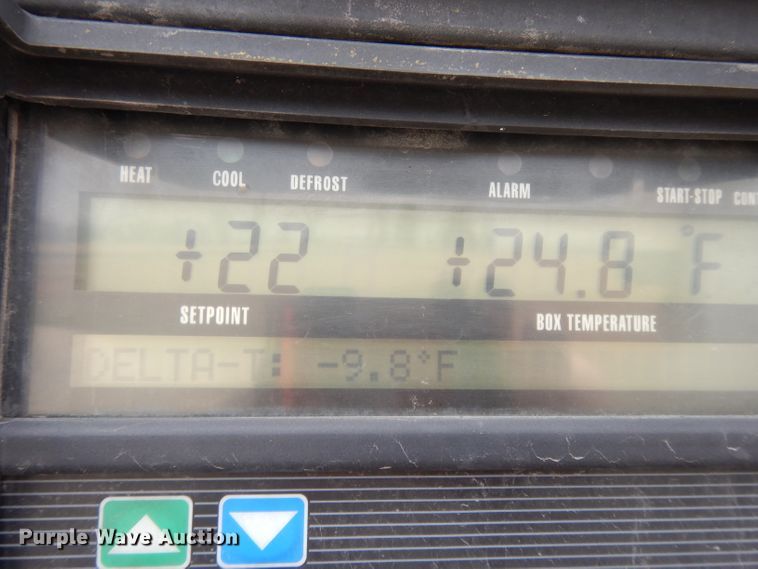 HEAT COOL DEFROST ALARM START-STOP
+22 +24.8 °F
SETPOINT BOX TEMPERATURE
DELTA-T: -9.8°F
Purple Wave Auction